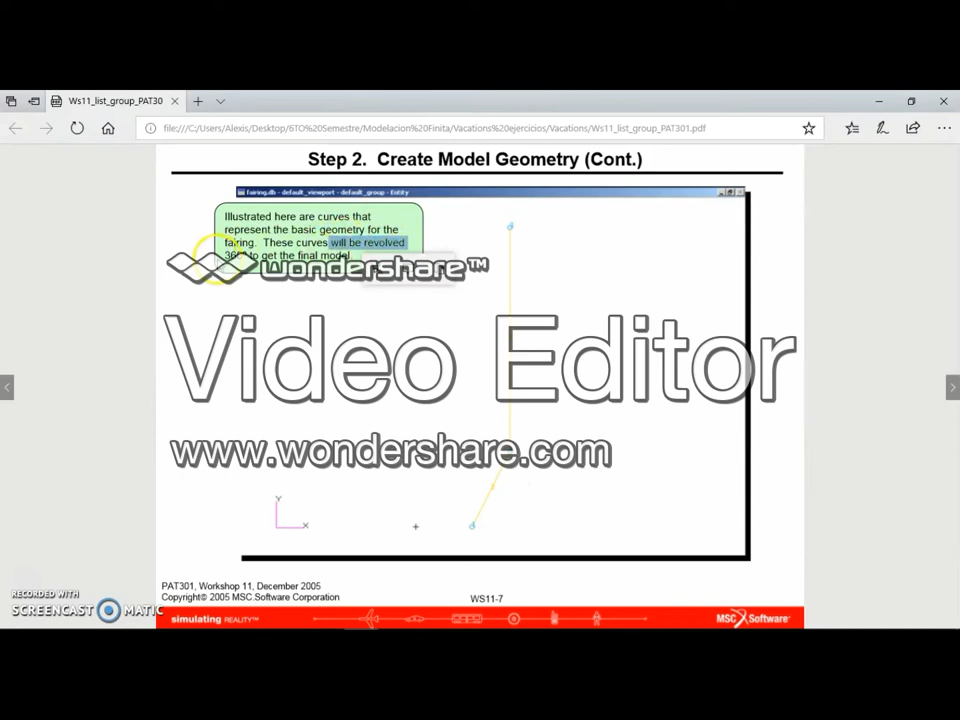 Ws11_list_group_PAT30
file:///C:/Users/Alexis/Desktop/6TO%20Semestre/Modelacion%20Finita/Vacations%20ejercicios/Vacations/Ws11_list_group_PAT301.pdf
Step 2. Create Model Geometry (Cont.)
fairing.db - default_viewport - default_group - Entity
Illustrated here are curves that
represent the basic geometry for the
fairing. These curves will be revolved
to get the final model.
wondershare™
Video Editor
www.wondershare.com
Y
X
PAT301, Workshop 11, December 2005
Copyright© 2005 MSC.Software Corporation
WS11-7
RECORDED WITH
SCREENCAST MATIC
simulating REALITY™
MSC Software®